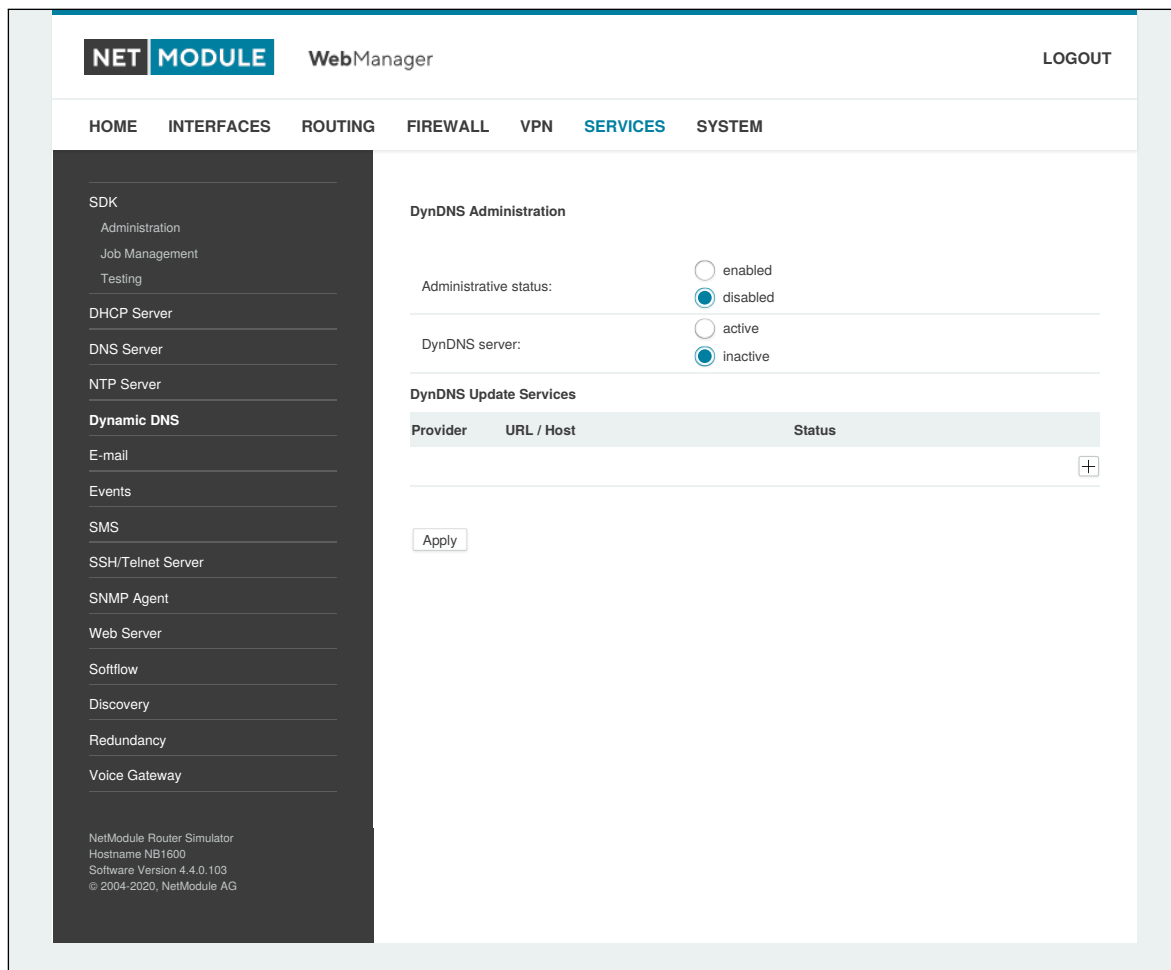 NET MODULE WebManager LOGOUT
HOME INTERFACES ROUTING FIREWALL VPN SERVICES SYSTEM
SDK
Administration
Job Management
Testing
DHCP Server
DNS Server
NTP Server
Dynamic DNS
E-mail
Events
SMS
SSH/Telnet Server
SNMP Agent
Web Server
Softflow
Discovery
Redundancy
Voice Gateway
NetModule Router Simulator
Hostname NB1600
Software Version 4.4.0.103
© 2004-2020, NetModule AG
DynDNS Administration
Administrative status:
enabled
disabled
DynDNS server:
active
inactive
DynDNS Update Services
Provider URL / Host Status
Apply